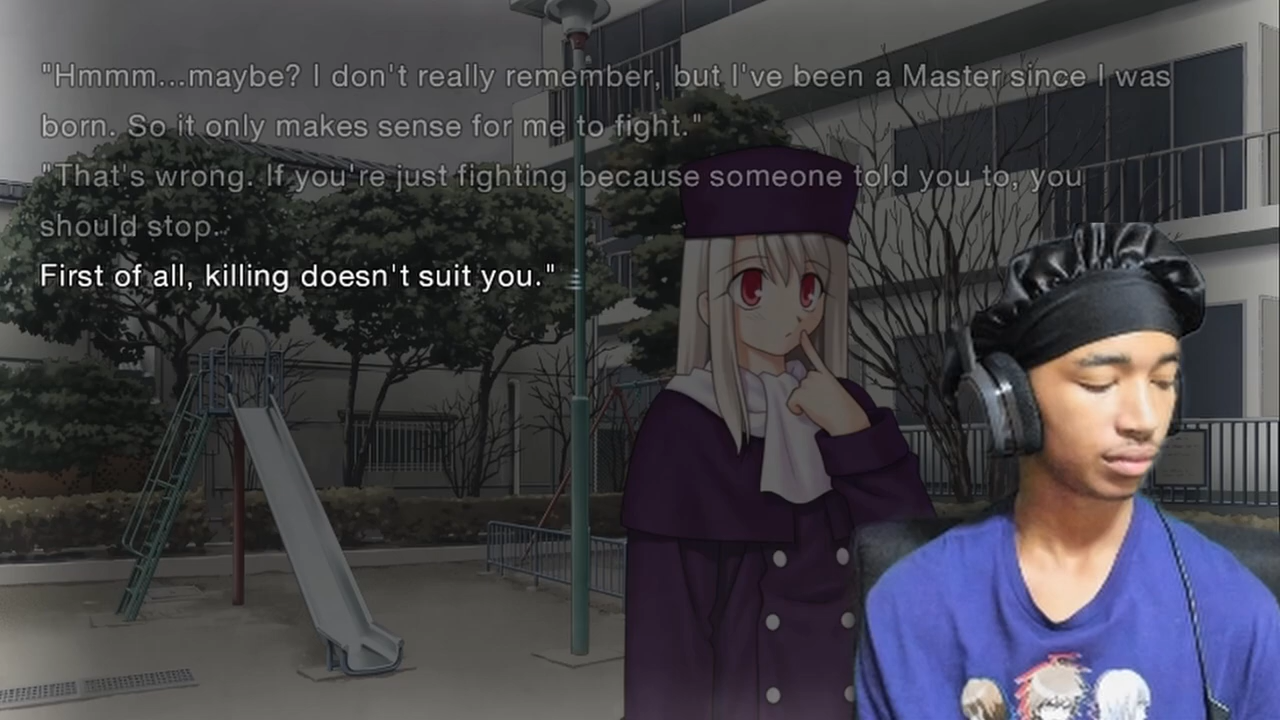 "Hmmm...maybe? I don't really remember, but I've been a Master since I was
born. So it only makes sense for me to fight."
"That's wrong. If you're just fighting because someone told you to, you
should stop.
First of all, killing doesn't suit you."